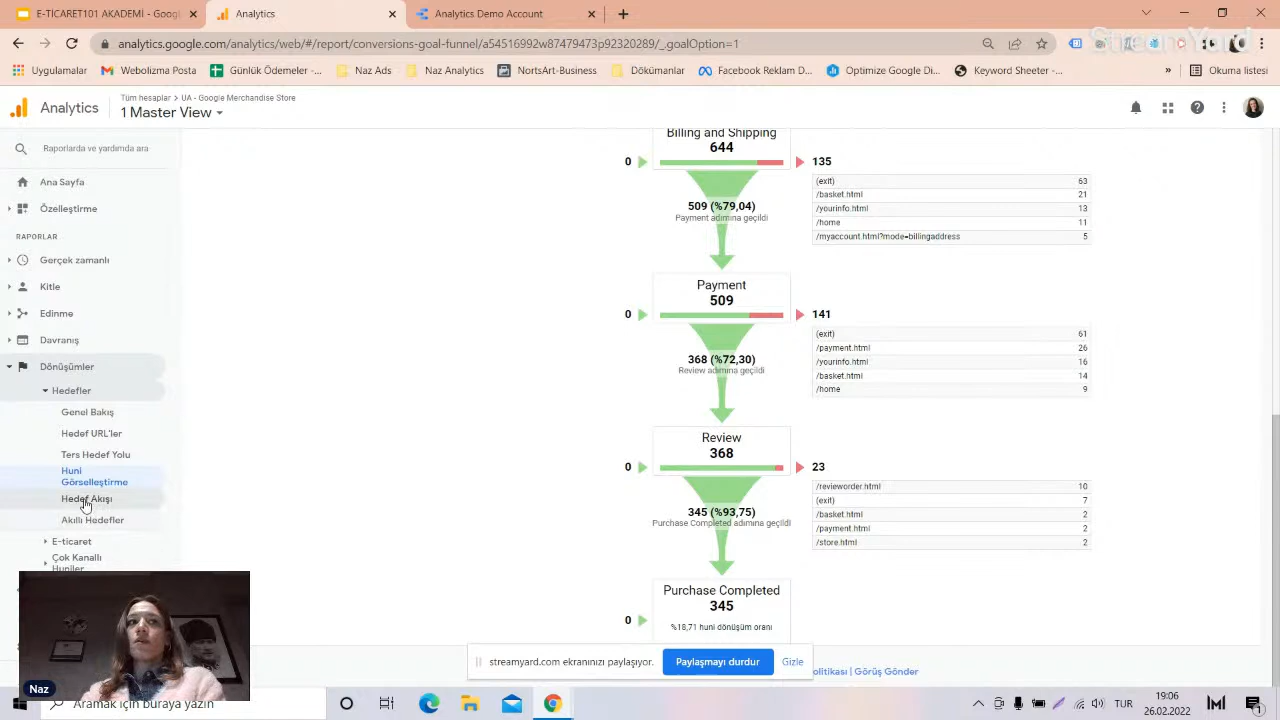 E-TİCARET101 AKADEMİ - Goog
Analytics
Analytics Demo Account
analytics.google.com/analytics/web/#/report/conversions-goal-funnel/a54516992w87479473p92320289/_goalOption=1
StreamYard
Uygulamalar
Webolizma Posta
Günlük Ödemeler -...
Naz Ads
Naz Analytics
NortsArt-Business
Dökümanlar
Facebook Reklam D...
Optimize Google Di...
Keyword Sheeter -...
»
Okuma listesi
Analytics
Tüm hesaplar > UA - Google Merchandise Store
1 Master View
Raporlarda ve yardımda ara
Ana Sayfa
Özelleştirme
RAPORLAR
Gerçek zamanlı
Kitle
Edinme
Davranış
Dönüşümler
Hedefler
Genel Bakış
Hedef URL'ler
Ters Hedef Yolu
Huni
Görselleştirme
Hedef Akışı
Akıllı Hedefler
E-ticaret
Çok Kanallı
Huniler
Billing and Shipping
644
0
135
(exit) 63
/basket.html 21
/yourinfo.html 13
/home 11
/myaccount.html?mode=billingaddress 5
509 (%79,04)
Payment adımına geçildi
Payment
509
0
141
(exit) 61
/payment.html 26
/yourinfo.html 16
/basket.html 14
/home 9
368 (%72,30)
Review adımına geçildi
Review
368
0
23
/revieworder.html 10
(exit) 7
/basket.html 2
/payment.html 2
/store.html 2
345 (%93,75)
Purchase Completed adımına geçildi
Purchase Completed
345
0
%18,71 huni dönüşüm oranı
streamyard.com ekranınızı paylaşıyor.
Paylaşmayı durdur
Gizle
olitikası | Görüş Gönder
Naz
Aramak için buraya yazın
TUR
19:06
26.02.2022
1